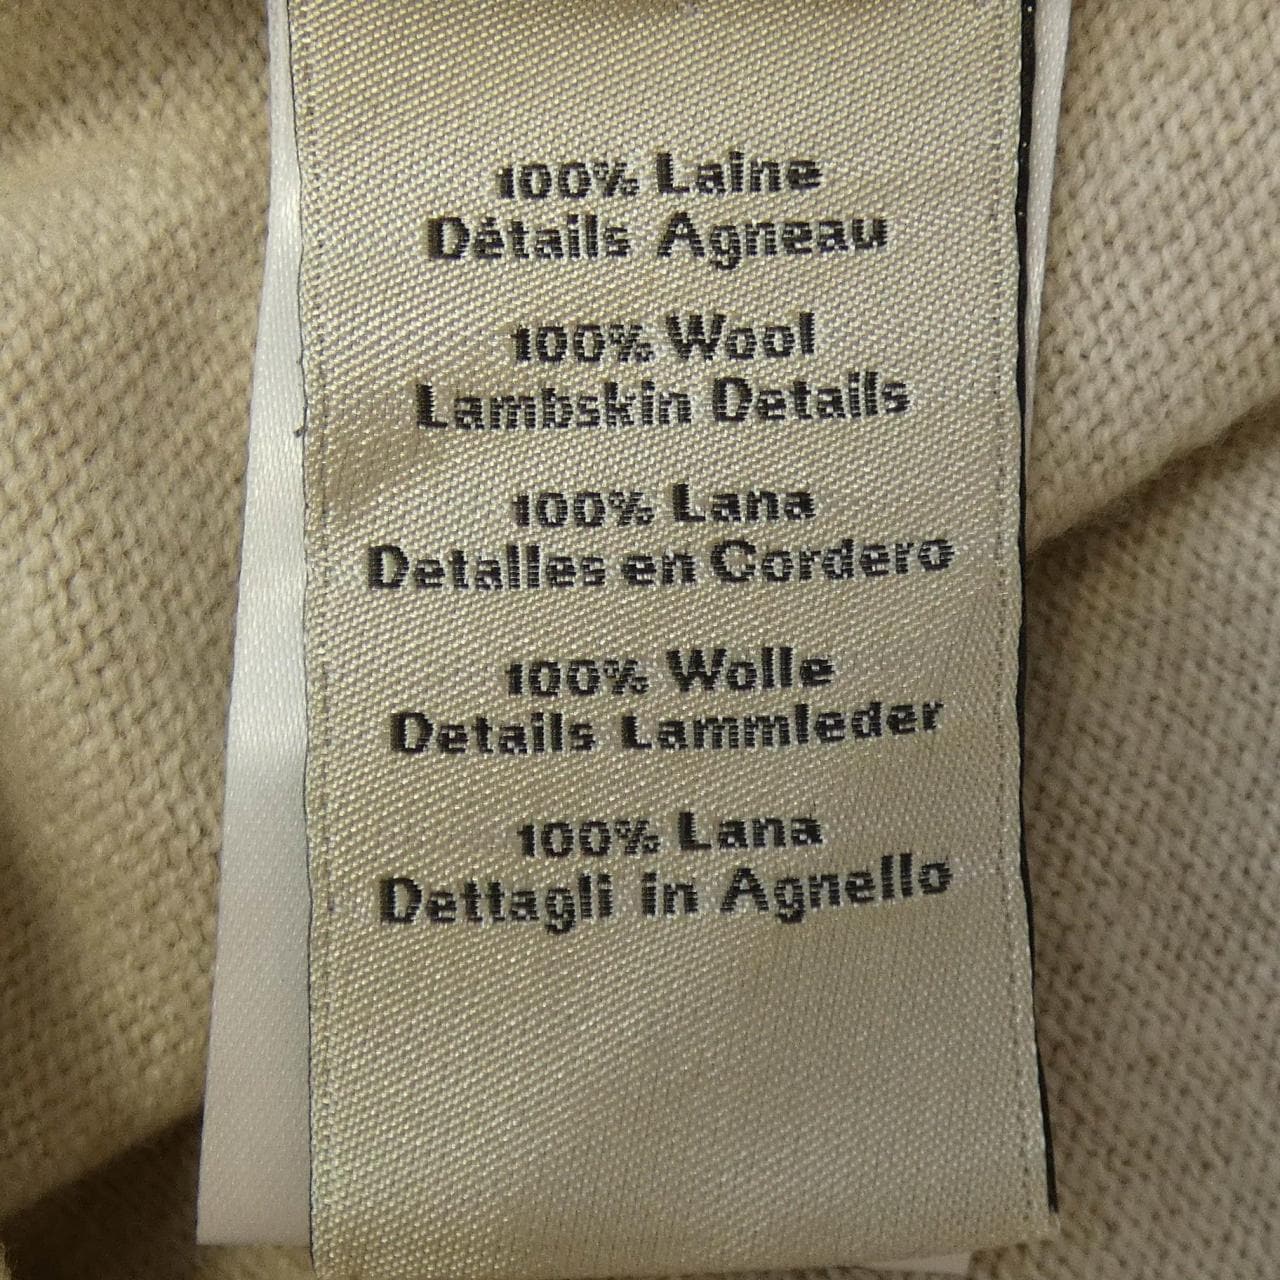 100% Laine
Détails Agneau
100% Wool
Lambskin Details
100% Lana
Detalles en Cordero
100% Wolle
Details Lammleder
100% Lana
Dettagli in Agnello